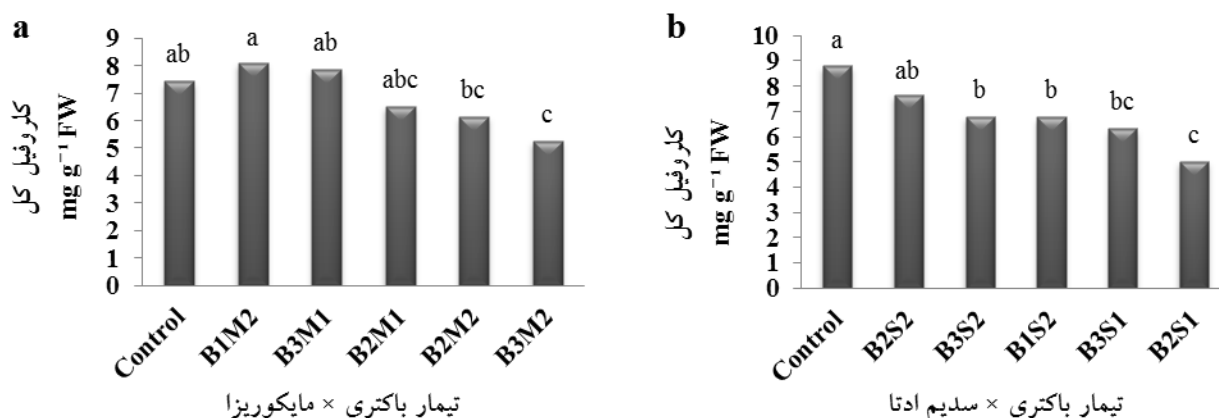 a
کلروفیل کل
mg g⁻¹ FW
9
8
7
6
5
4
3
2
1
0
ab
a
ab
abc
bc
c
Control
B1M2
B3M1
B2M1
B2M2
B3M2
تیمار باکتری × مایکوریزا
b
کلروفیل کل
mg g⁻¹ FW
10
9
8
7
6
5
4
3
2
1
0
a
ab
b
b
bc
c
Control
B2S2
B3S2
B1S2
B3S1
B2S1
تیمار باکتری × سدیم ادتا